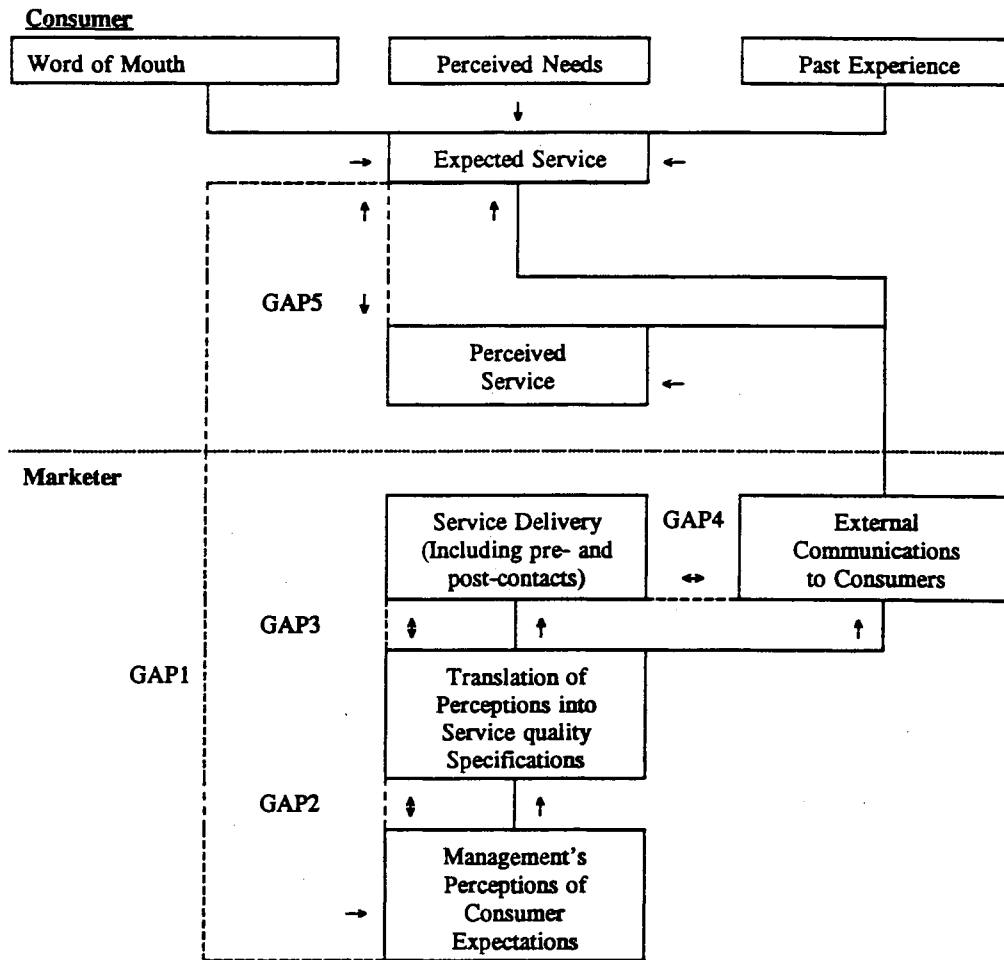 Consumer
Word of Mouth
Perceived Needs
Past Experience
Expected Service
GAP5
Perceived
Service
Marketer
Service Delivery
(Including pre- and
post-contacts)
GAP4
External
Communications
to Consumers
GAP3
GAP1
Translation of
Perceptions into
Service quality
Specifications
GAP2
Management's
Perceptions of
Consumer
Expectations